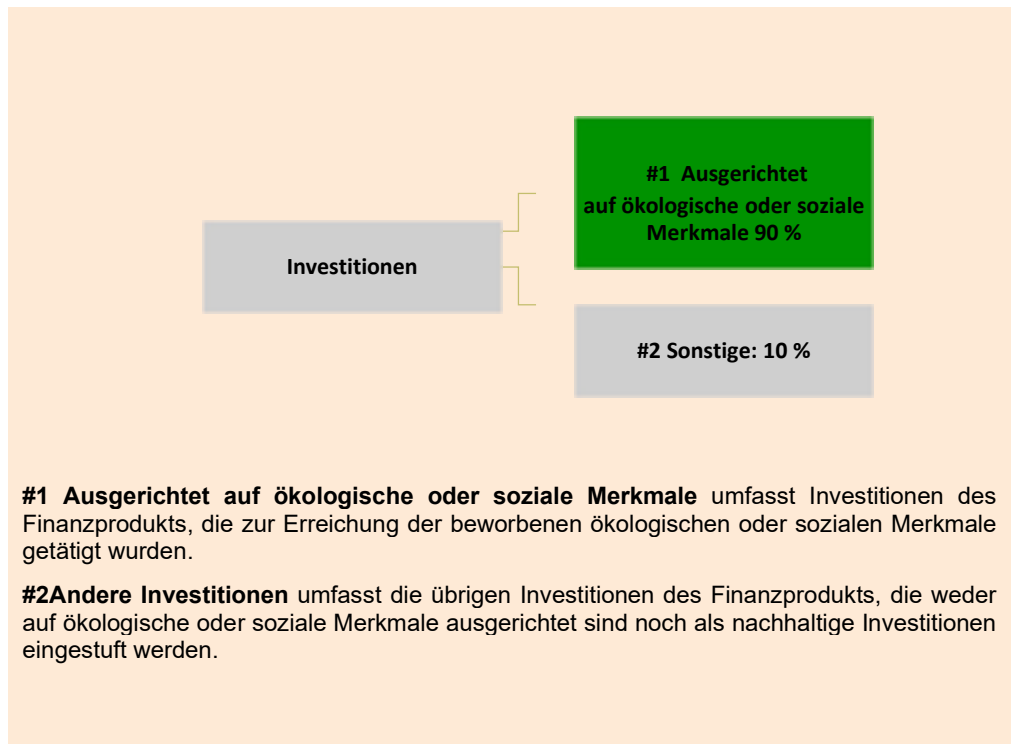 #1 Ausgerichtet
auf ökologische oder soziale
Merkmale 90 %
Investitionen
#2 Sonstige: 10 %
#1 Ausgerichtet auf ökologische oder soziale Merkmale umfasst Investitionen des
Finanzprodukts, die zur Erreichung der beworbenen ökologischen oder sozialen Merkmale
getätigt wurden.
#2Andere Investitionen umfasst die übrigen Investitionen des Finanzprodukts, die weder
auf ökologische oder soziale Merkmale ausgerichtet sind noch als nachhaltige Investitionen
eingestuft werden.